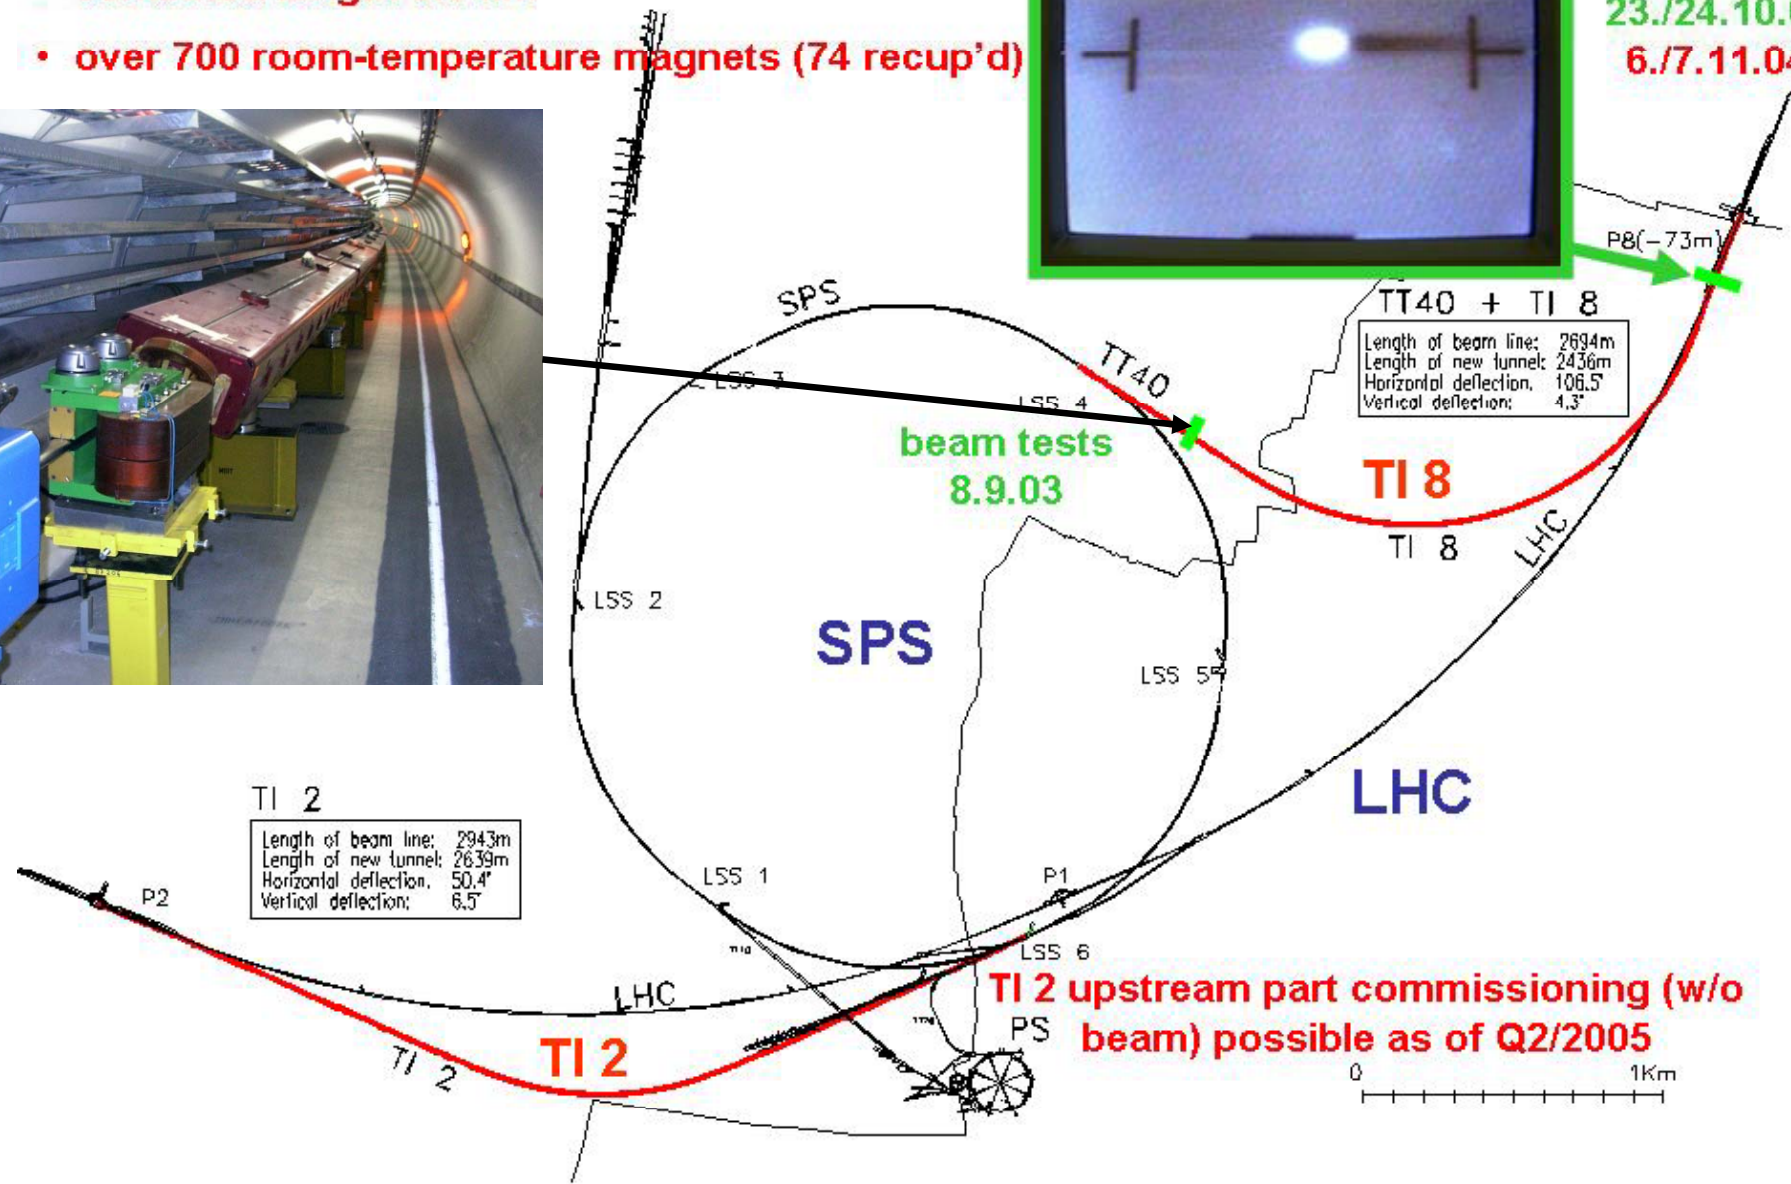 • over 700 room-temperature magnets (74 recup'd)
23./24.10.
6./7.11.04
P8(-73m)
SPS
TT40 + TI 8
Length of beam line: 2694m
Length of new tunnel: 2436m
Horizontal deflection. 106.5°
Vertical deflection: 4.3°
TT40
LSS 3
LSS 4
beam tests
8.9.03
TI 8
TI 8
LHC
LSS 2
SPS
LSS 5
LHC
TI 2
Length of beam line: 2943m
Length of new tunnel: 2639m
Horizontal deflection. 50.4°
Vertical deflection: 6.5°
LSS 1
P1
P2
LSS 6
LHC
TI 2 upstream part commissioning (w/o
beam) possible as of Q2/2005
PS
TI 2
TI 2
0 1Km